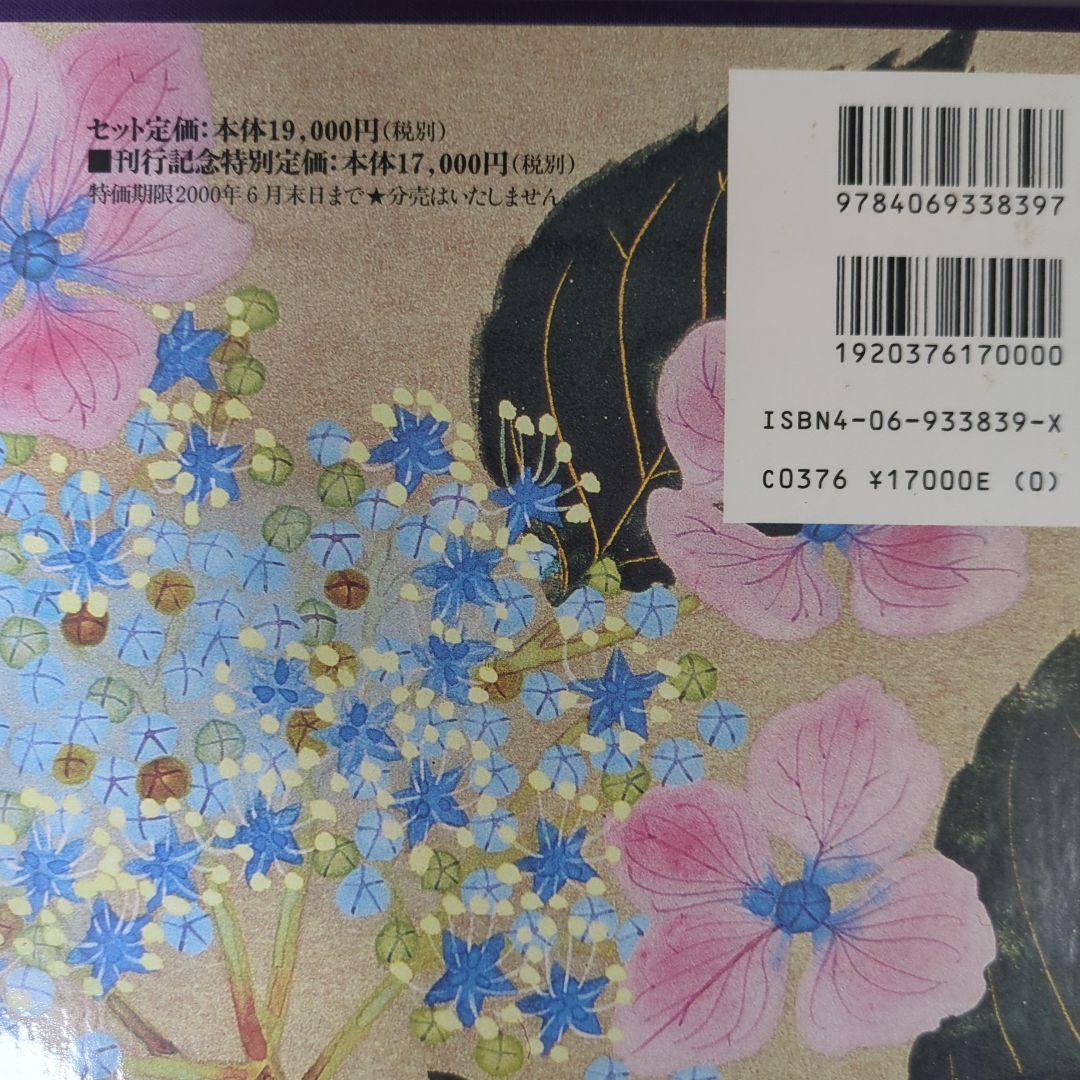 セット定価：本体19,000円（税別）
■刊行記念特別定価：本体17,000円（税別）
特価期限2000年6月末日まで★分売はいたしません。
9784069338397
1920376170000
ISBN4-06-933839-X
C0376 ¥17000E (0)